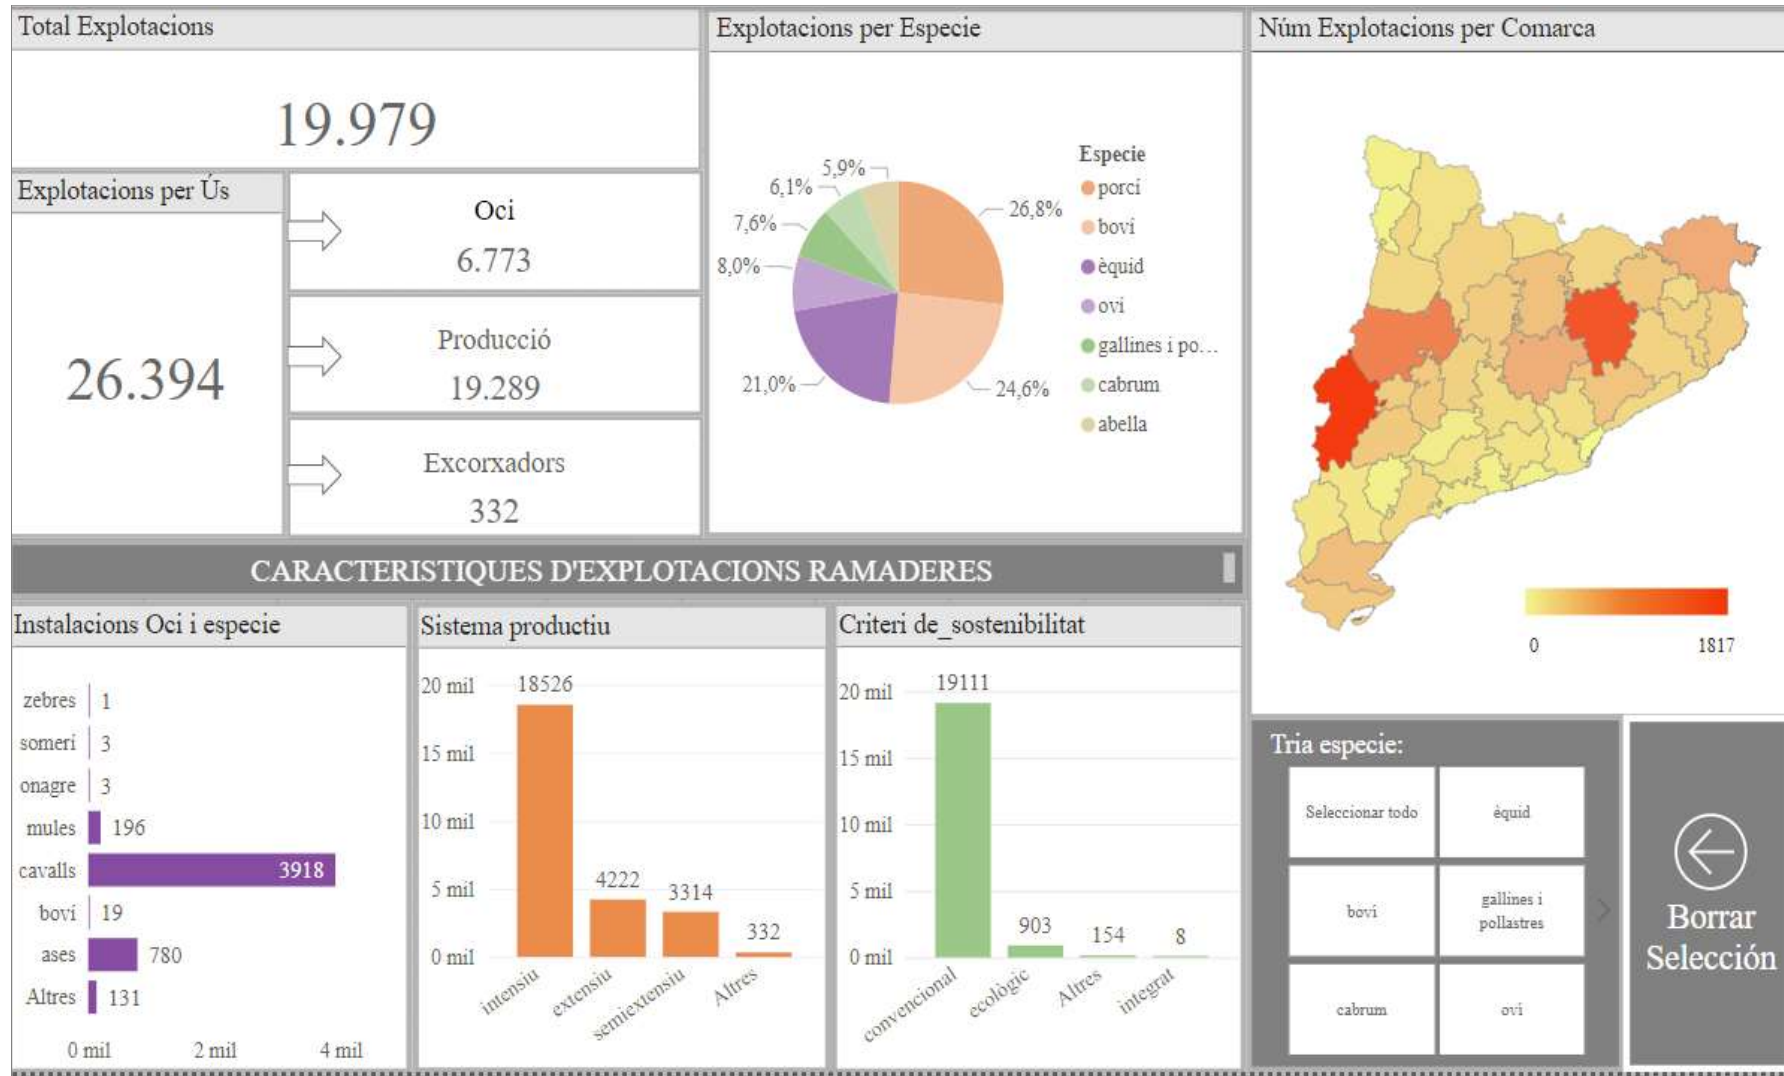 Total Explotacions
19.979
Explotacions per Ús
26.394
Oci
6.773
Producció
19.289
Excorxadors
332
Explotacions per Especie
5,9%
6,1%
7,6%
8,0%
21,0%
26,8%
24,6%
Especie
porcí
boví
èquid
oví
gallines i po...
cabrum
abella
Núm Explotacions per Comarca
0
1817
CARACTERISTIQUES D'EXPLOTACIONS RAMADERES
Instalacions Oci i especie
zebres 1
somerí 3
onagre 3
mules 196
cavalls 3918
boví 19
ases 780
Altres 131
0 mil 2 mil 4 mil
Sistema productiu
20 mil
15 mil
10 mil
5 mil
0 mil
18526
4222
3314
332
intensiu
extensiu
semiextensiu
Altres
Criteri de_sostenibilitat
20 mil
15 mil
10 mil
5 mil
0 mil
19111
903
154
8
convencional
ecològic
Altres
integrat
Tria especie:
Seleccionar todo
èquid
boví
gallines i
pollastres
cabrum
oví
Borrar
Selección